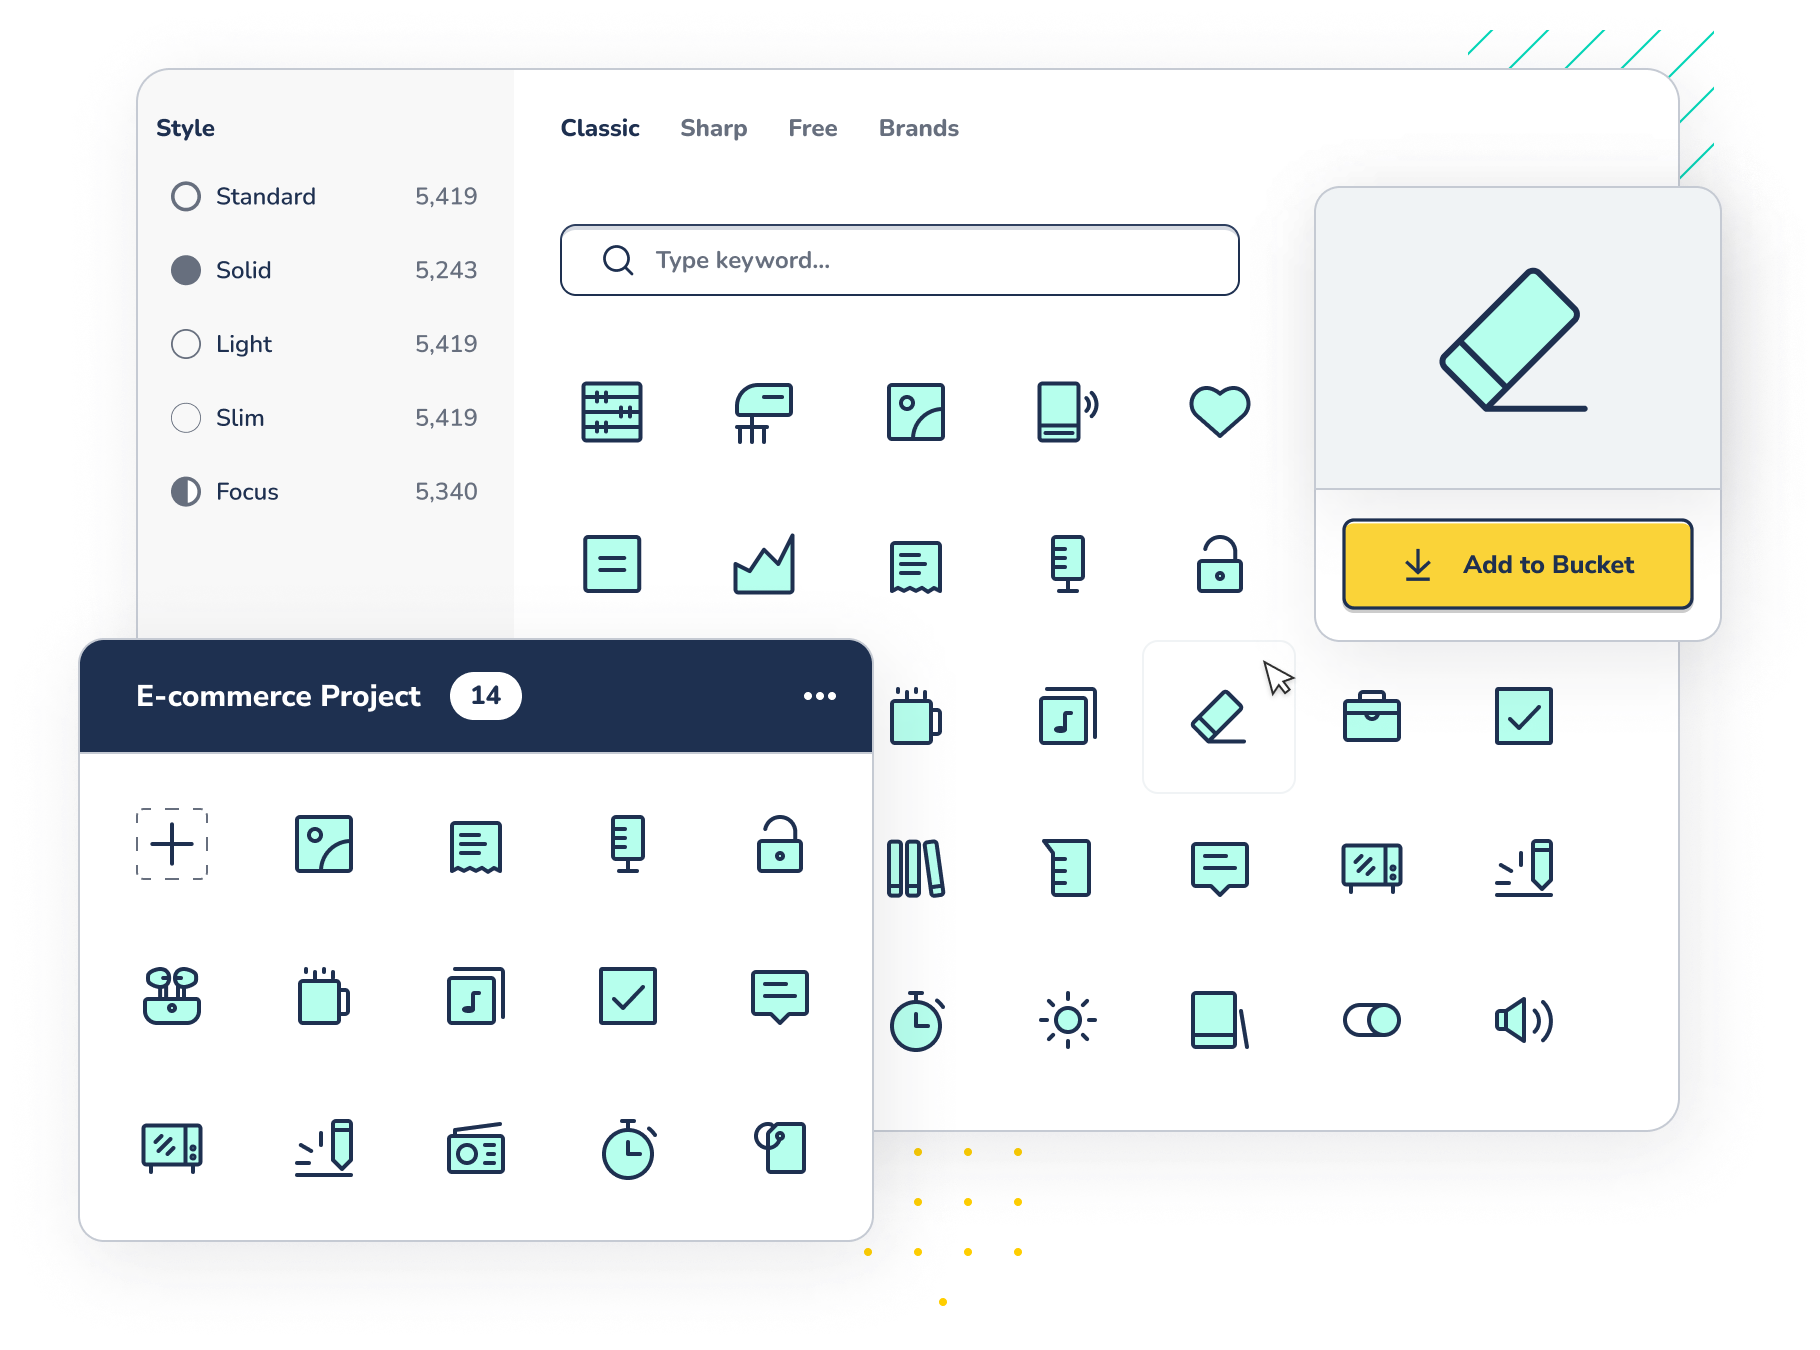 Style
Standard 5,419
Solid 5,243
Light 5,419
Slim 5,419
Focus 5,340
Classic Sharp Free Brands
Type keyword...
Add to Bucket
E-commerce Project 14